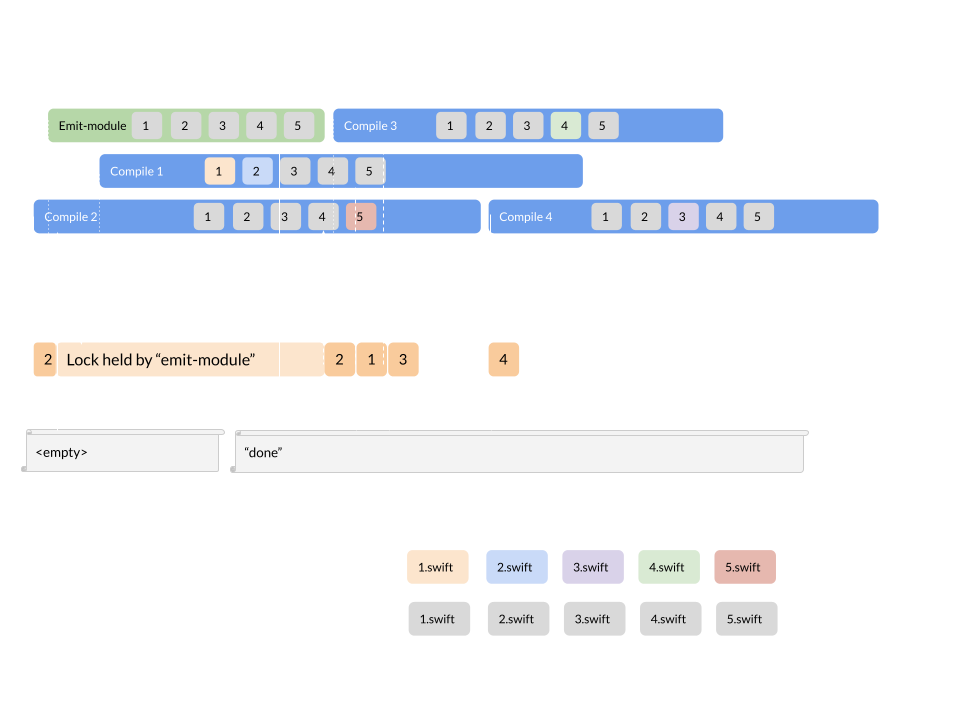 Emit-module 1 2 3 4 5 Compile 3 1 2 3 4 5
Compile 1 1 2 3 4 5
Compile 2 1 2 3 4 5 Compile 4 1 2 3 4 5
2 Lock held by “emit-module” 2 1 3 4
<empty> “done”
1.swift 2.swift 3.swift 4.swift 5.swift
1.swift 2.swift 3.swift 4.swift 5.swift